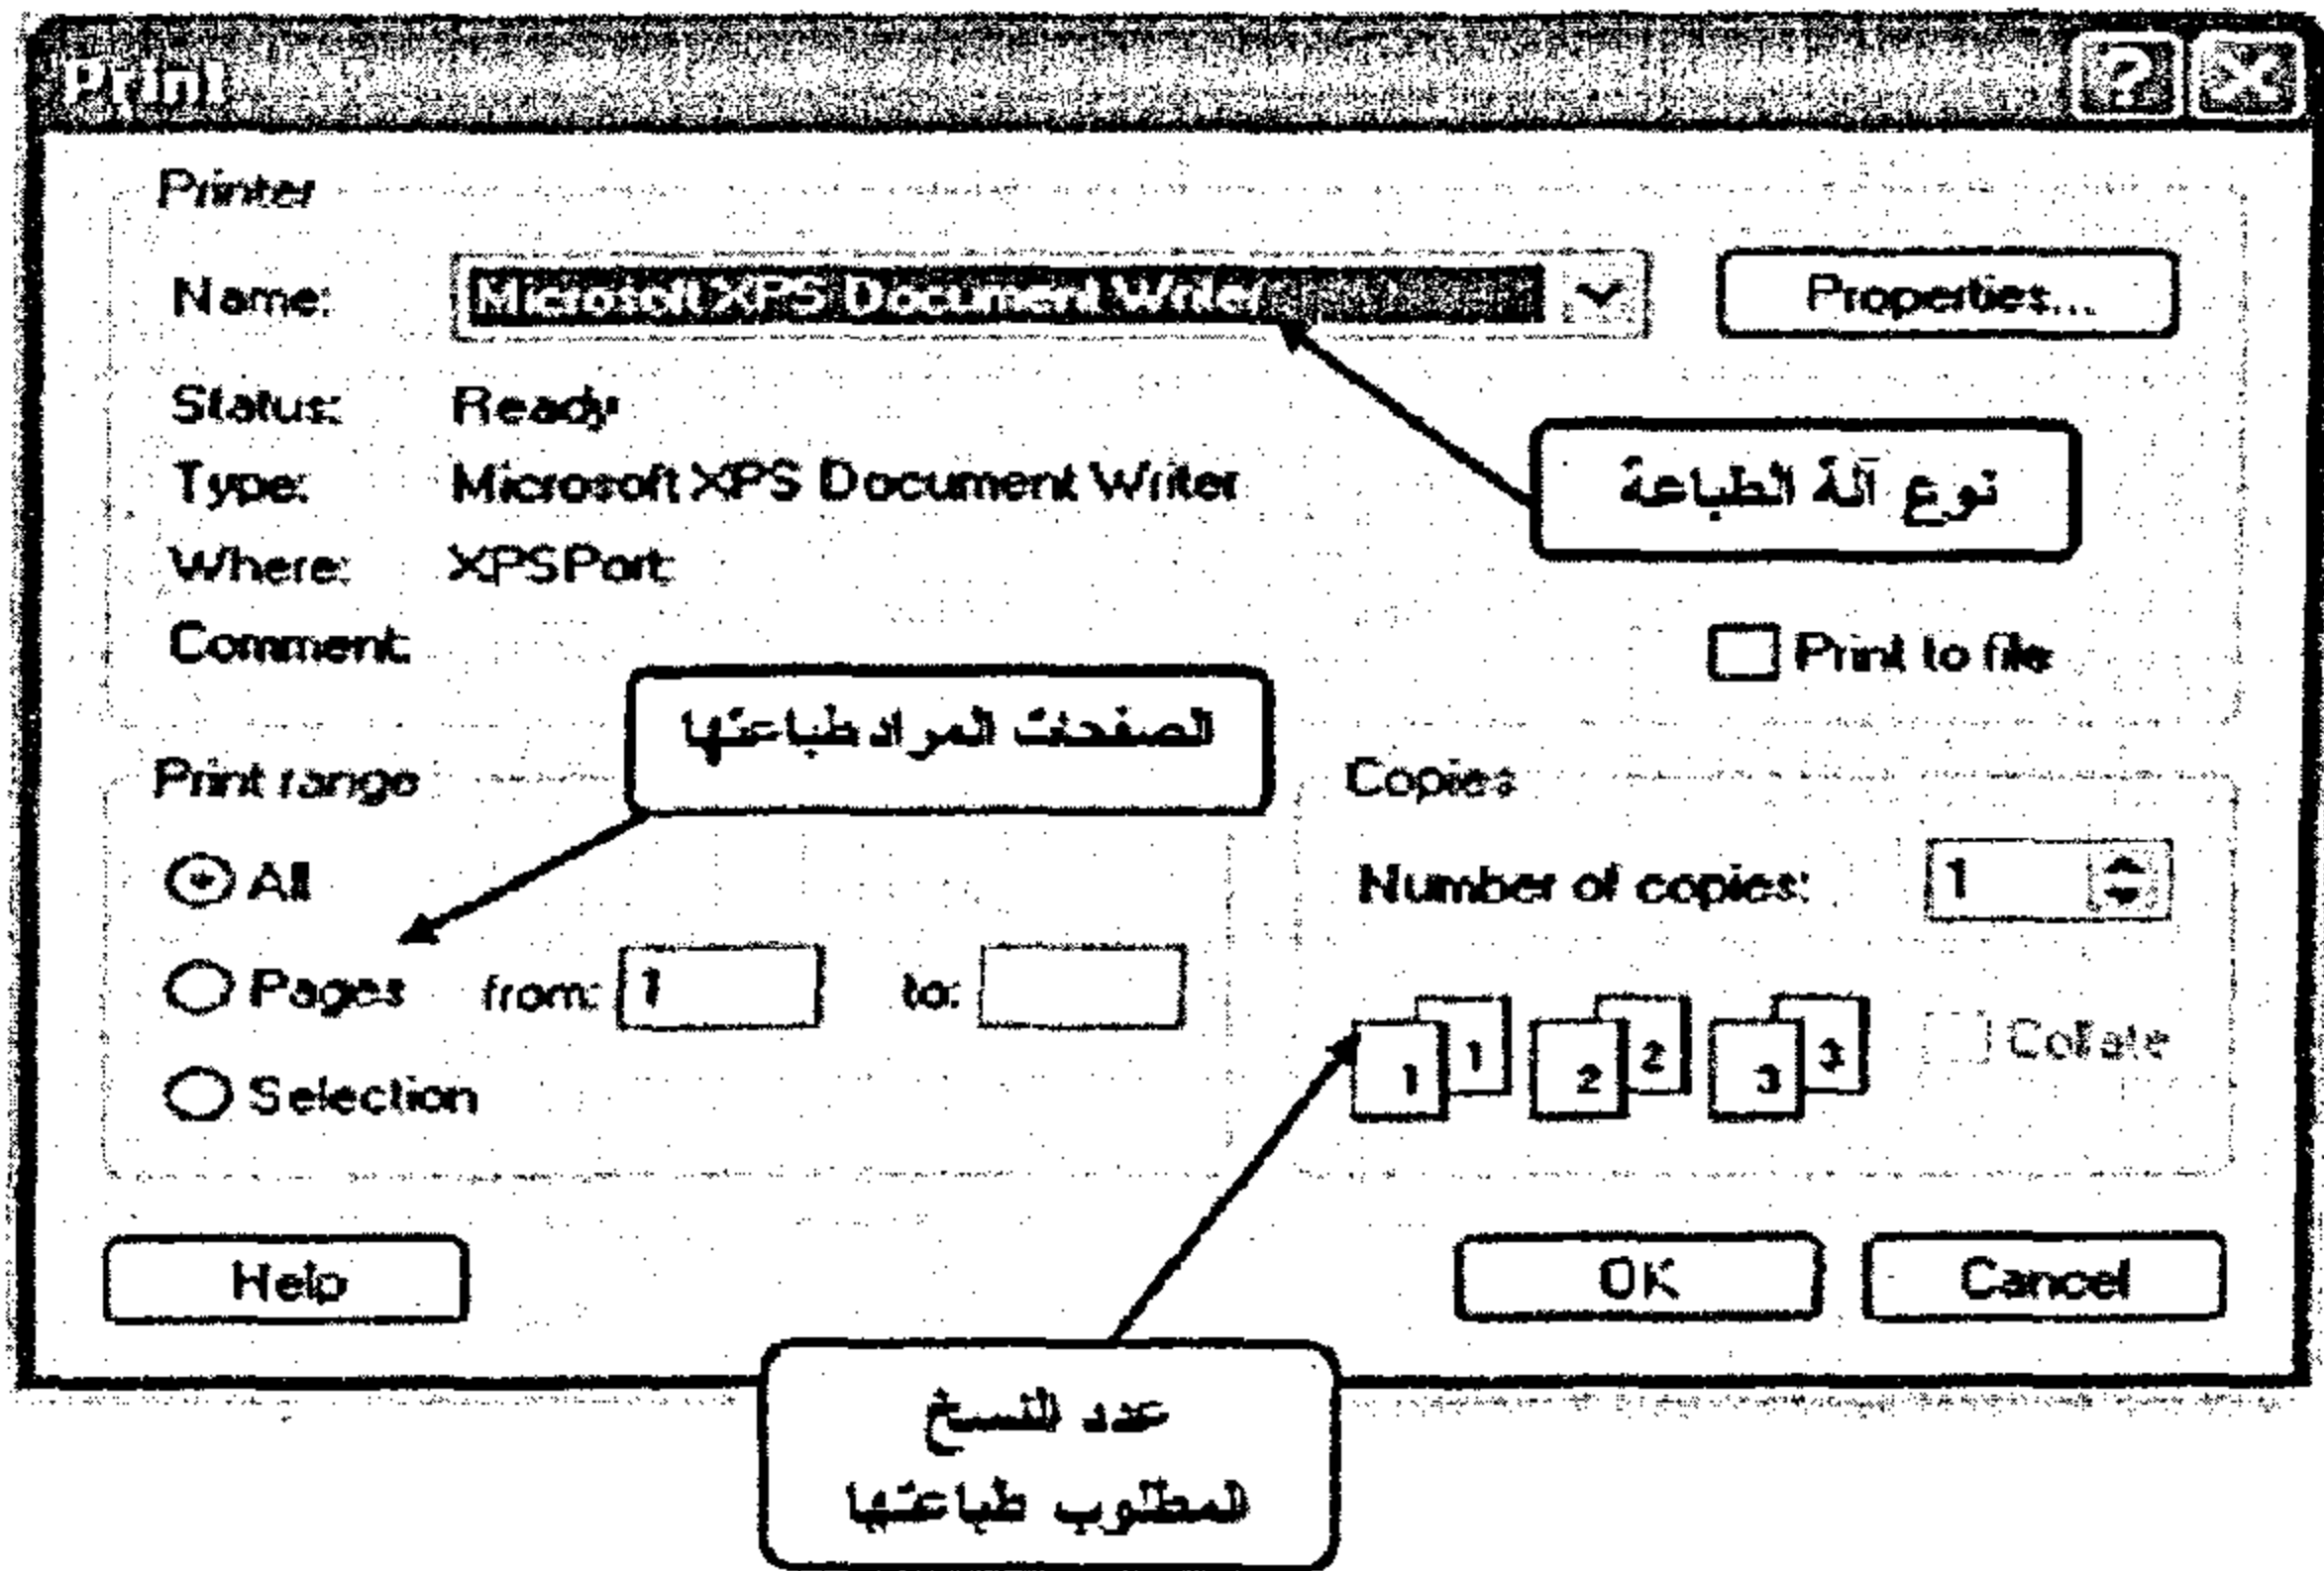 Print
Printer
Name: Microsoft XPS Document Writer Properties...
Status: Ready
نوع آلة الطباعة
Type: Microsoft XPS Document Writer
Where: XPSPort:
Comment: Print to file
الصفحات المراد طباعتها
Print range
Copies
All
Number of copies: 1
Pages from: 1 to:
1 1 2 2 3 3 Collate
Selection
Help OK Cancel
عدد النسخ
المطلوب طباعتها